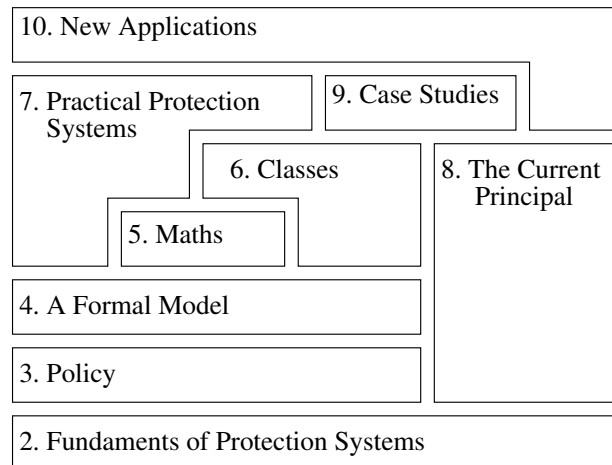 10. New Applications
7. Practical Protection
Systems
9. Case Studies
6. Classes
8. The Current
Principal
5. Maths
4. A Formal Model
3. Policy
2. Fundaments of Protection Systems